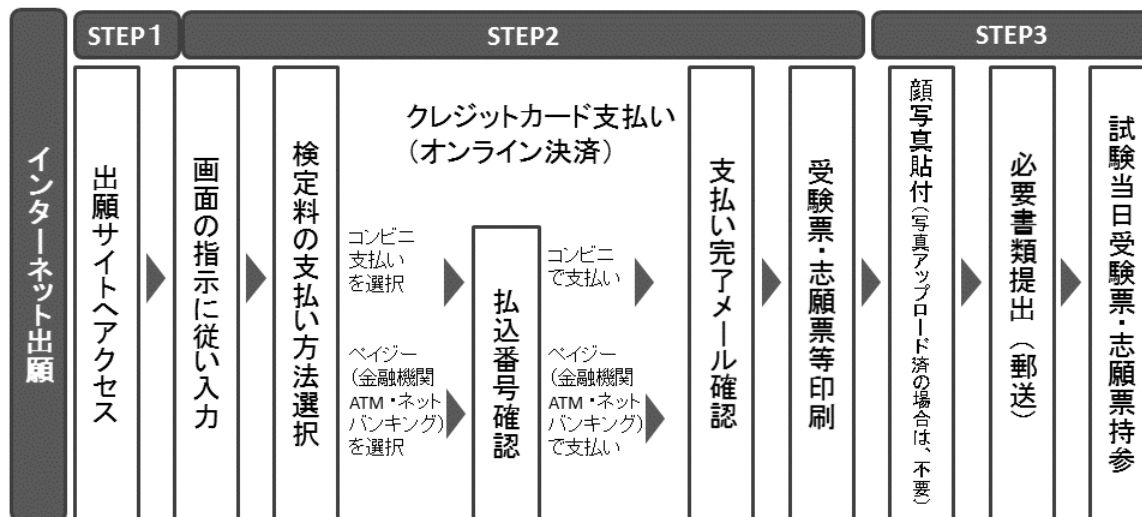 インターネット出願
STEP1
STEP2
STEP3
出願サイトへアクセス
画面の指示に従い入力
検定料の支払い方法選択
クレジットカード支払い
（オンライン決済）
コンビニ
支払い
を選択
ペイジー
（金融機関
ATM・ネット
バンキング）
を選択
払込番号確認
コンビニ
で支払い
ペイジー
（金融機関
ATM・ネット
バンキング）
で支払い
支払い完了メール確認
受験票・志願票等印刷
顔写真貼付（写真アップロード済の場合は、不要）
必要書類提出（郵送）
試験当日受験票・志願票持参